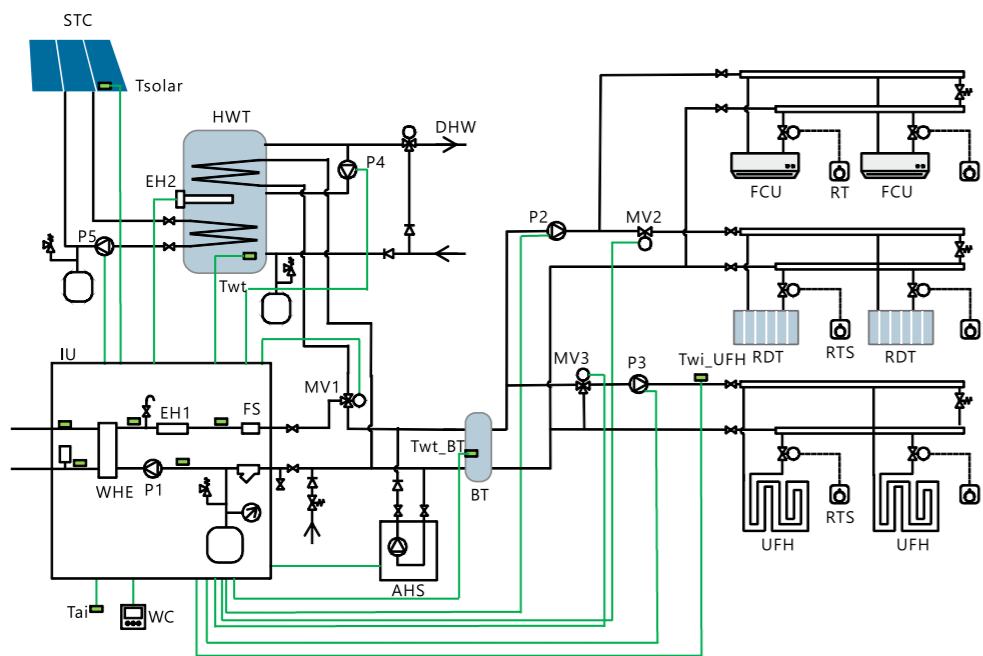 STC
Tsolar
HWT
DHW
P4
EH2
P5
Twt
FCU
RT
FCU
P2
MV2
RDT
RTS
RDT
IU
MV1
MV3
P3
Twi_UFH
EH1
FS
Twt_BT
WHE
P1
BT
RTS
UFH
UFH
AHS
Tai
WC